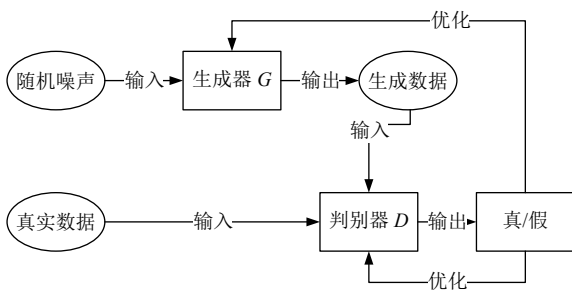 优化
随机噪声 输入 生成器 G 输出 生成数据
输入
真实数据 输入 判别器 D 输出 真/假
优化